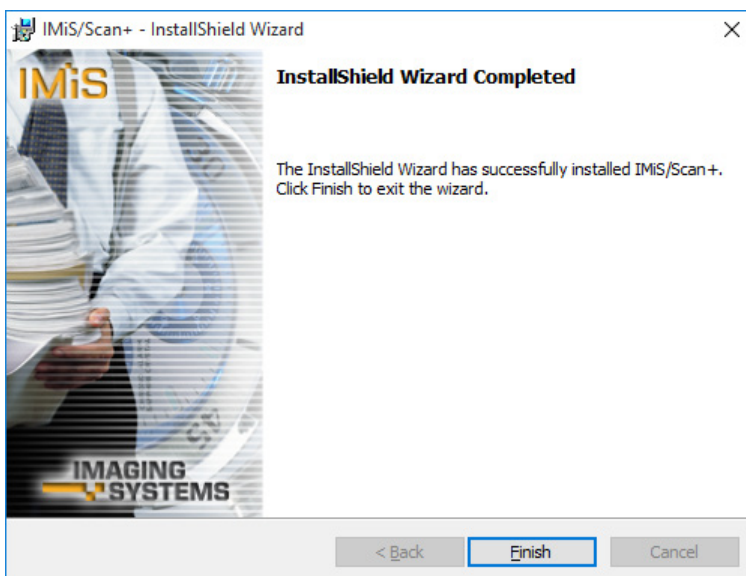 IMiS/Scan+ - InstallShield Wizard
IMiS
InstallShield Wizard Completed
The InstallShield Wizard has successfully installed IMiS/Scan+.
Click Finish to exit the wizard.
45
IMAGING
SYSTEMS
< Back
Finish
Cancel